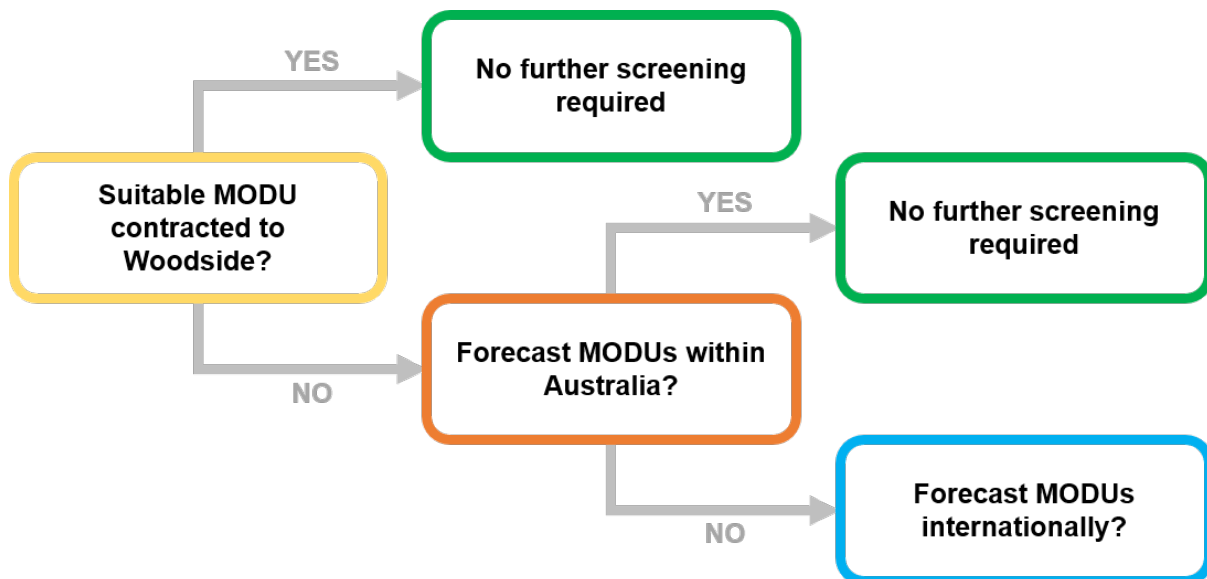 YES
No further screening
required
Suitable MODU
contracted to
Woodside?
YES
No further screening
required
NO
Forecast MODUs within
Australia?
NO
Forecast MODUs
internationally?